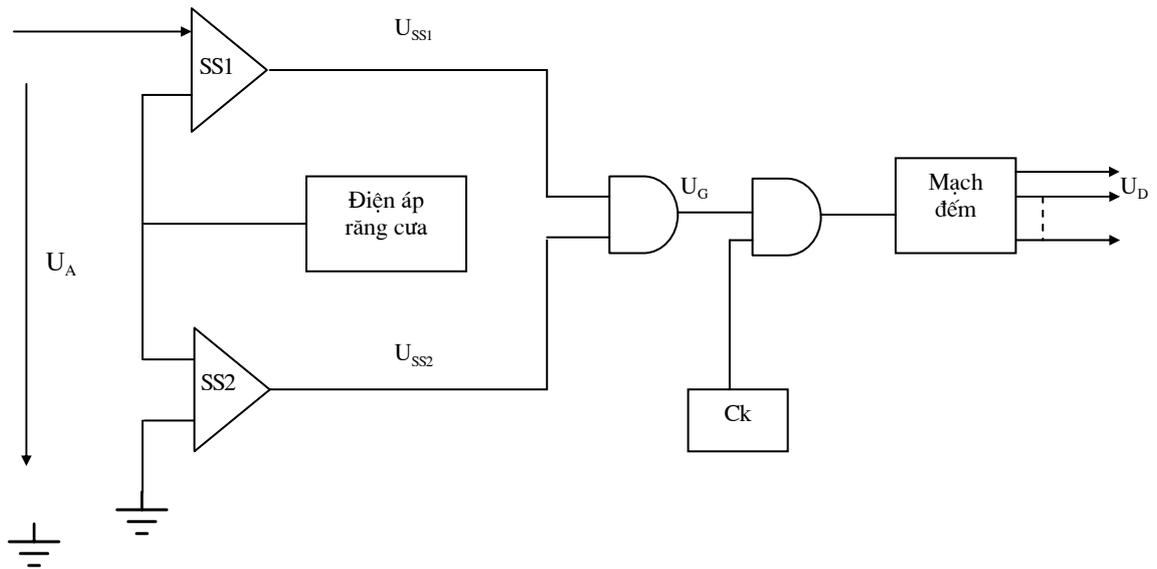 U_SS1
SS1
Điện áp
răng cưa
U_G
Mạch
đếm
U_D
U_A
U_SS2
SS2
Ck